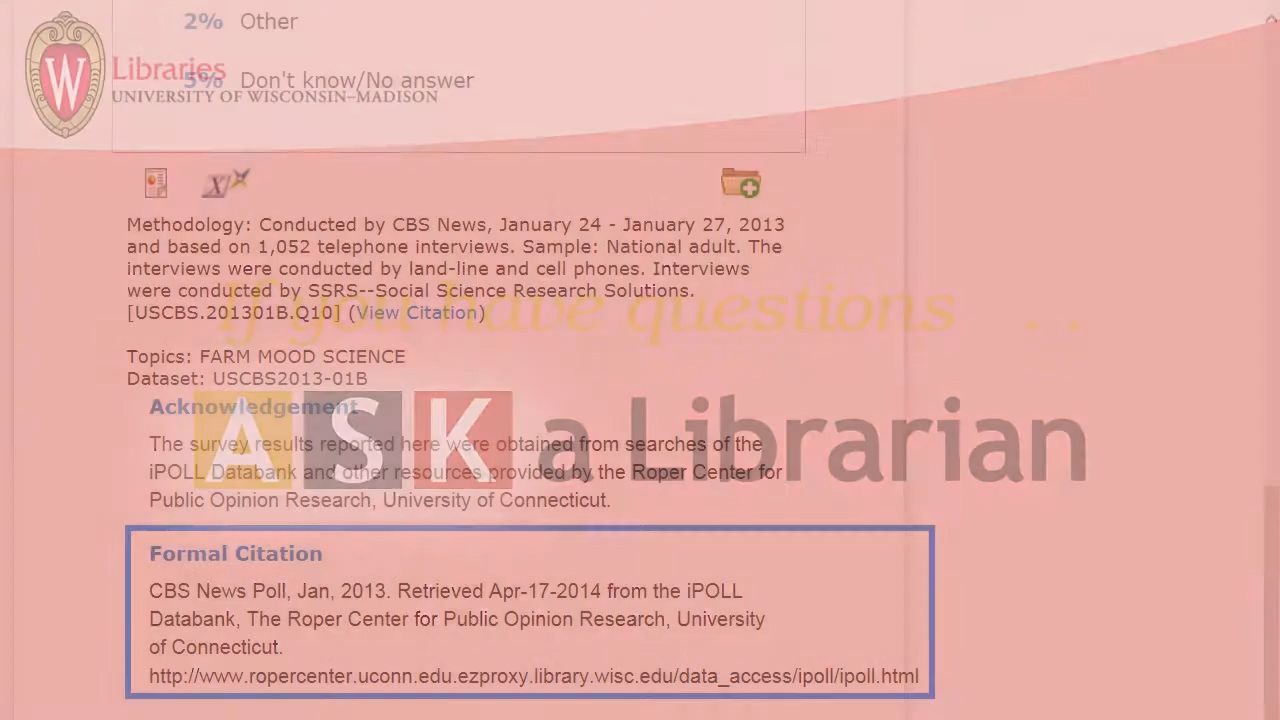 2% Other
Libraries
5% Don't know/No answer
UNIVERSITY OF WISCONSIN–MADISON
W
X
Methodology: Conducted by CBS News, January 24 - January 27, 2013
and based on 1,052 telephone interviews. Sample: National adult. The
interviews were conducted by land-line and cell phones. Interviews
were conducted by SSRS--Social Science Research Solutions.
If you have questions ...
[USCBS.201301B.Q10] (View Citation)
Topics: FARM MOOD SCIENCE
Dataset: USCBS2013-01B
Acknowledgement
ASK a Librarian
The survey results reported here were obtained from searches of the
iPOLL Databank and other resources provided by the Roper Center for
Public Opinion Research, University of Connecticut.
Formal Citation
CBS News Poll, Jan, 2013. Retrieved Apr-17-2014 from the iPOLL
Databank, The Roper Center for Public Opinion Research, University
of Connecticut.
http://www.ropercenter.uconn.edu.ezproxy.library.wisc.edu/data_access/ipoll/ipoll.html